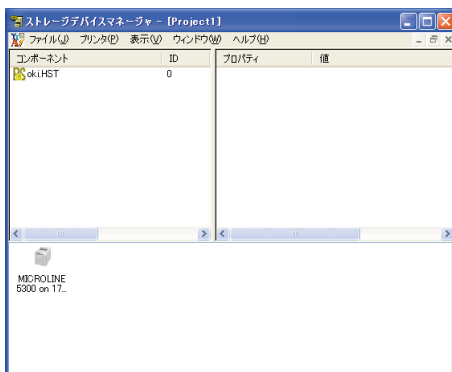 ストレージデバイスマネージャ - [Project1]
ファイル(J) プリンタ(P) 表示(V) ウィンドウ(W) ヘルプ(H)
コンポーネント ID プロパティ 値
oki.HST 0
MICROLINE
5300 on 17..